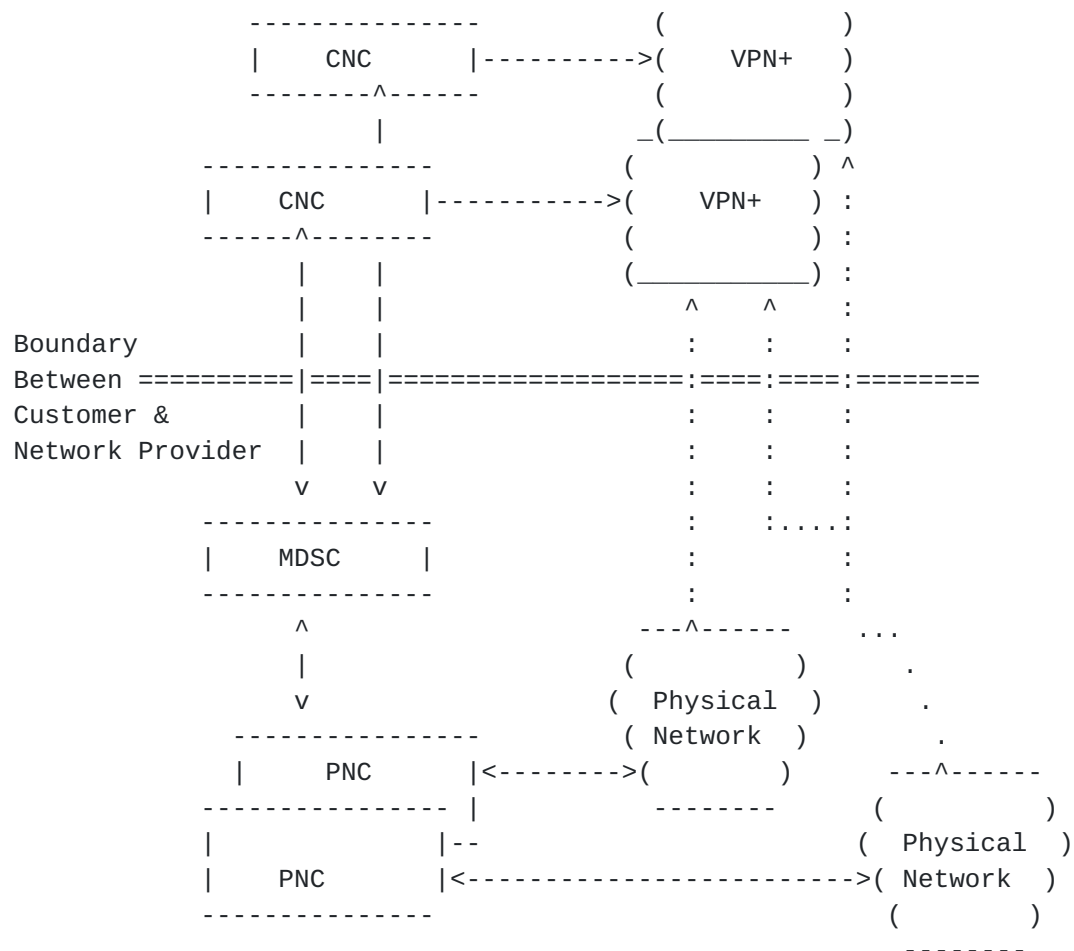 CNC VPN+
CNC VPN+
Boundary
Between
Customer &
Network Provider
MDSC
Physical
Network
PNC
Physical
PNC Network